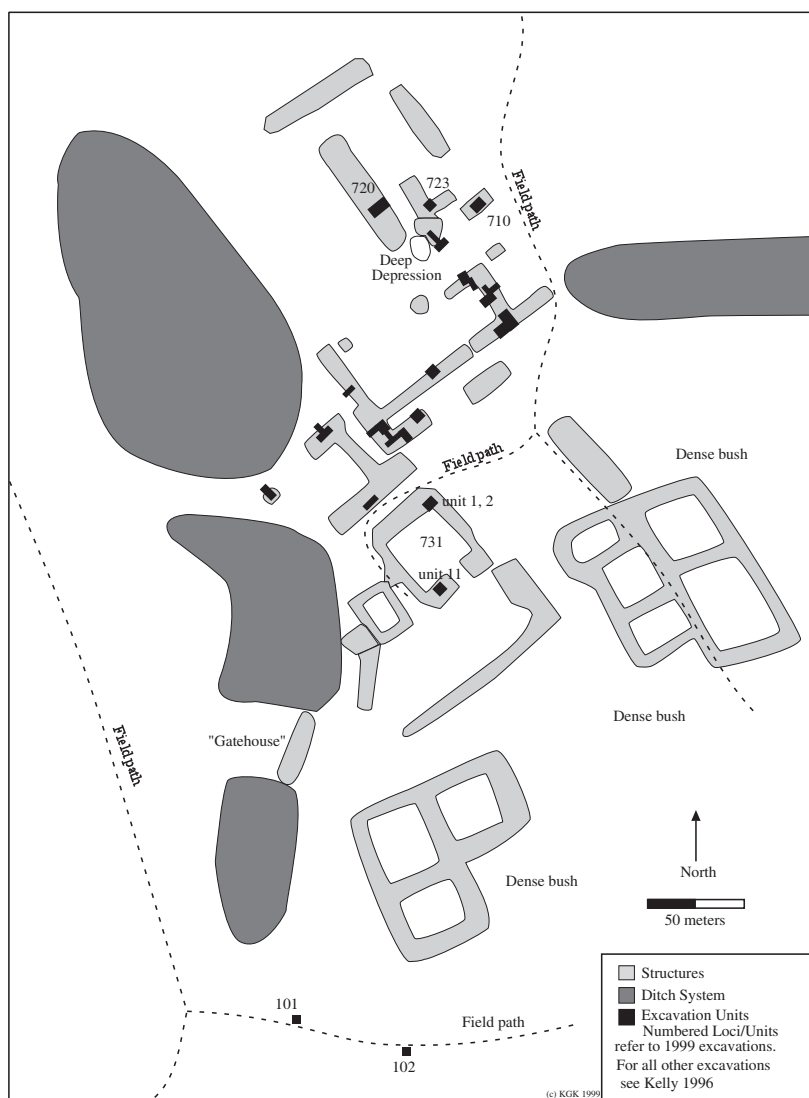 720
723
Field path
710
Deep
Depression
Dense bush
Field path
unit 1, 2
731
unit 11
Dense bush
"Gatehouse"
Field path
North
Dense bush
50 meters
Structures
Ditch System
Excavation Units
Numbered Loci/Units
refer to 1999 excavations.
For all other excavations
see Kelly 1996
101
Field path
102
(c) KGK 1999